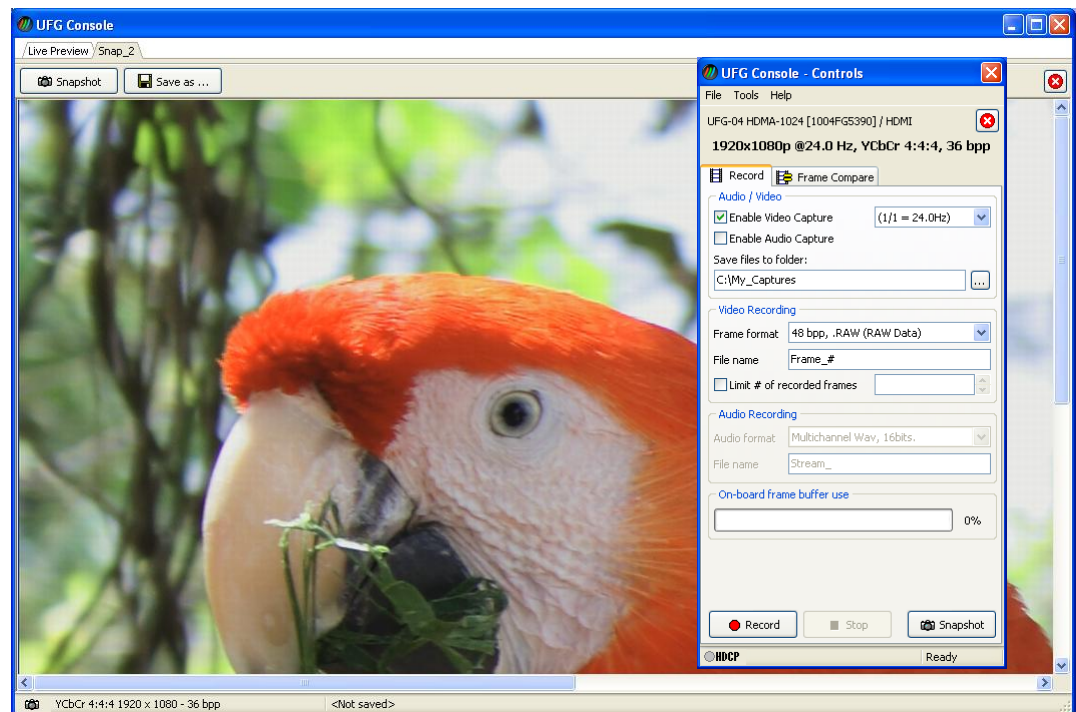 UFG Console
Live Preview Snap_2
Snapshot Save as ...
UFG Console - Controls
File Tools Help
UFG-04 HDMA-1024 [1004FG5390] / HDMI
1920x1080p @24.0 Hz, YCbCr 4:4:4, 36 bpp
Record Frame Compare
Audio / Video
Enable Video Capture (1/1 = 24.0Hz)
Enable Audio Capture
Save files to folder:
C:\My_Captures ...
Video Recording
Frame format 48 bpp, .RAW (RAW Data)
File name Frame_#
Limit # of recorded frames
Audio Recording
Audio format Multichannel Wav, 16bits.
File name Stream_
On-board frame buffer use
0%
Record Stop Snapshot
HDCP Ready
YCbCr 4:4:4 1920 x 1080 - 36 bpp <Not saved>